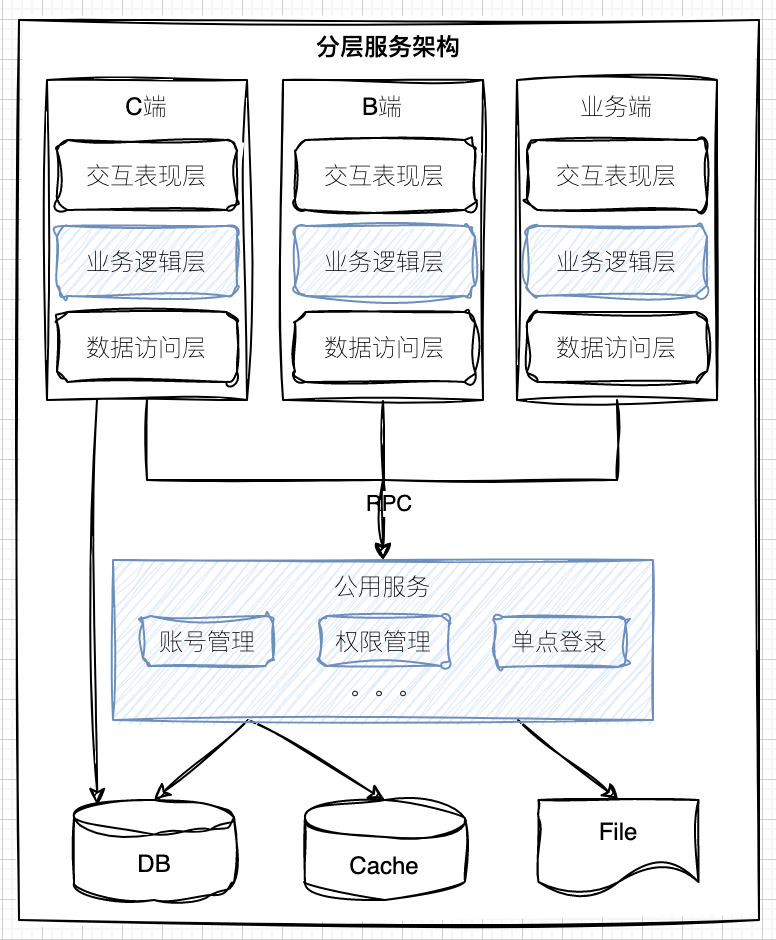 分层服务架构
C端
交互表现层
业务逻辑层
数据访问层
B端
交互表现层
业务逻辑层
数据访问层
业务端
交互表现层
业务逻辑层
数据访问层
RPC
公用服务
账号管理
权限管理
单点登录
。。。
DB
Cache
File